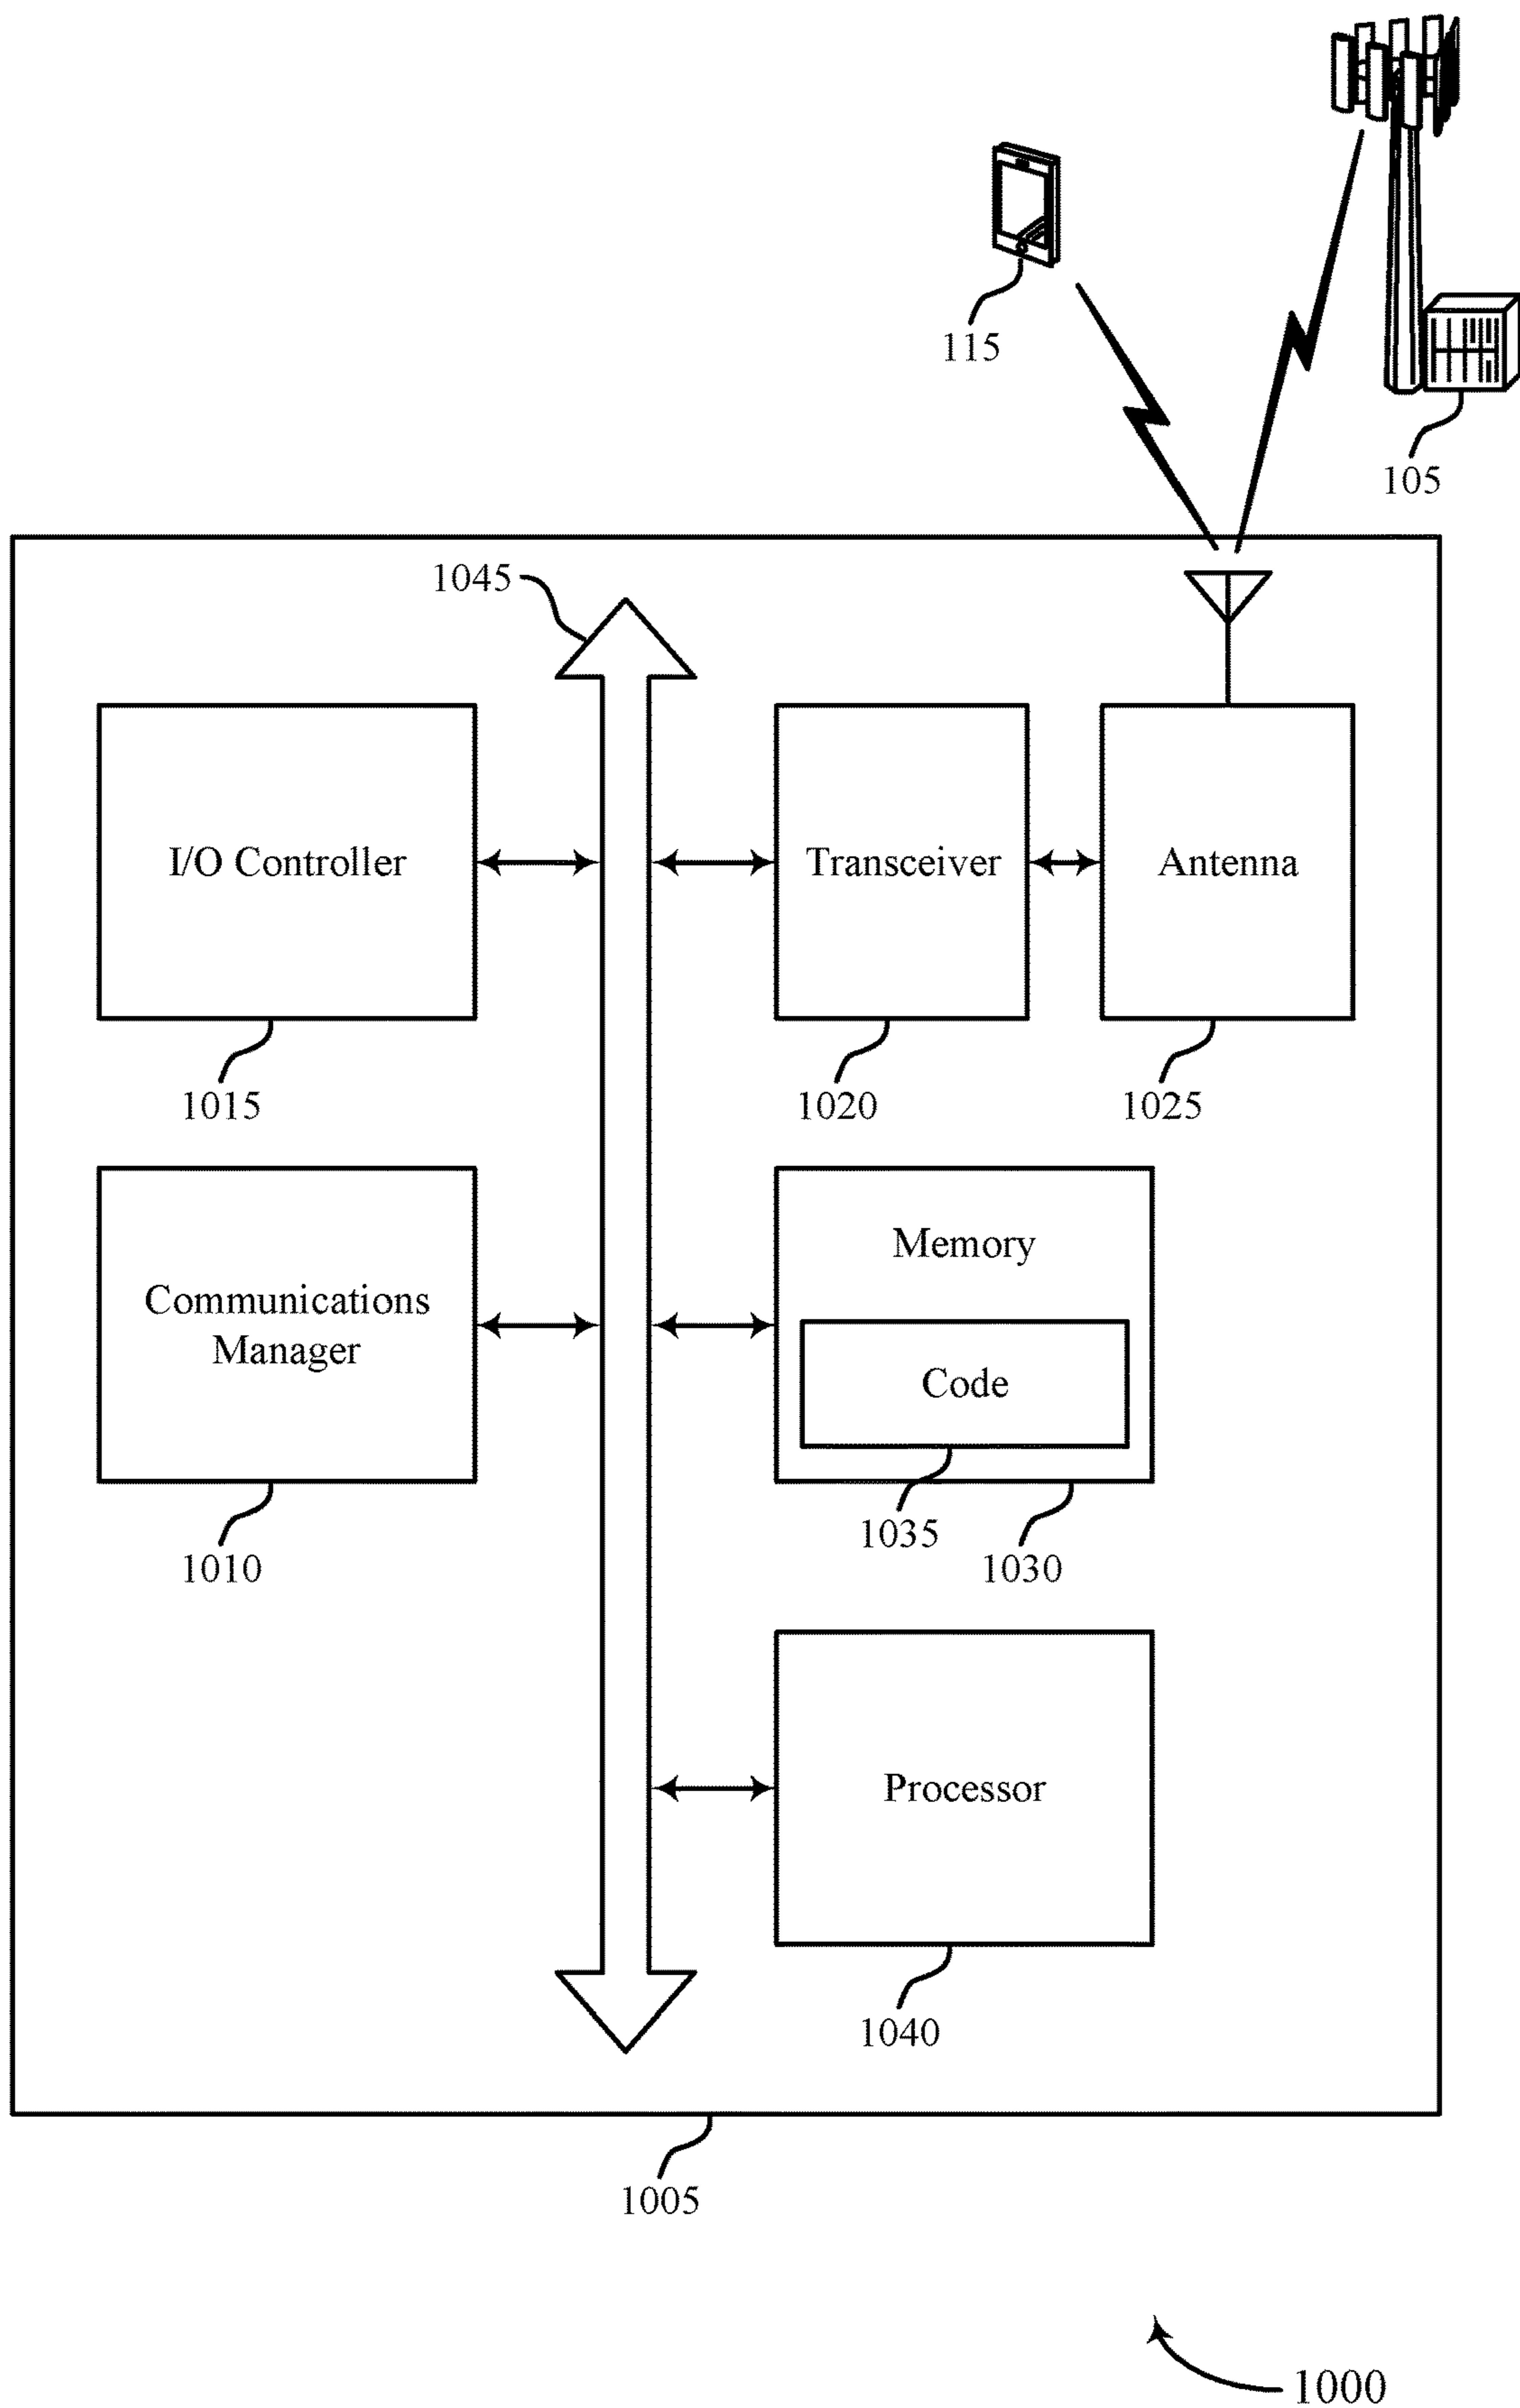 115
105
1045
I/O Controller
Transceiver
Antenna
1015
1020
1025
Communications
Manager
Memory
Code
1010
1035
1030
Processor
1040
1005
1000